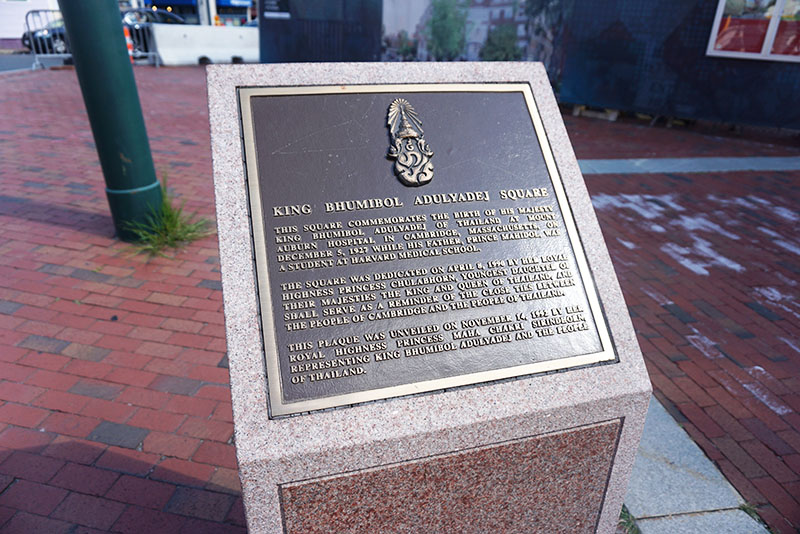 KING BHUMIBOL ADULYADEJ SQUARE
THIS SQUARE COMMEMORATES THE BIRTH OF HIS MAJESTY
KING BHUMIBOL ADULYADEJ OF THAILAND AT MOUNT
AUBURN HOSPITAL IN CAMBRIDGE, MASSACHUSETTS, ON
DECEMBER 5, 1927 WHILE HIS FATHER, PRINCE MAHIDOL WAS
A STUDENT AT HARVARD MEDICAL SCHOOL.
THE SQUARE WAS DEDICATED ON APRIL 8, 1990 BY HER ROYAL
HIGHNESS PRINCESS CHULABHORN, YOUNGEST DAUGHTER OF
THEIR MAJESTIES THE KING AND QUEEN OF THAILAND, AND
SHALL SERVE AS A REMINDER OF THE CLOSE TIES BETWEEN
THE PEOPLE OF CAMBRIDGE AND THE PEOPLE OF THAILAND.
THIS PLAQUE WAS UNVEILED ON NOVEMBER 14, 1992 BY HER
ROYAL HIGHNESS PRINCESS MAHA CHAKRI SIRINDHORN,
REPRESENTING KING BHUMIBOL ADULYADEJ AND THE PEOPLE
OF THAILAND.